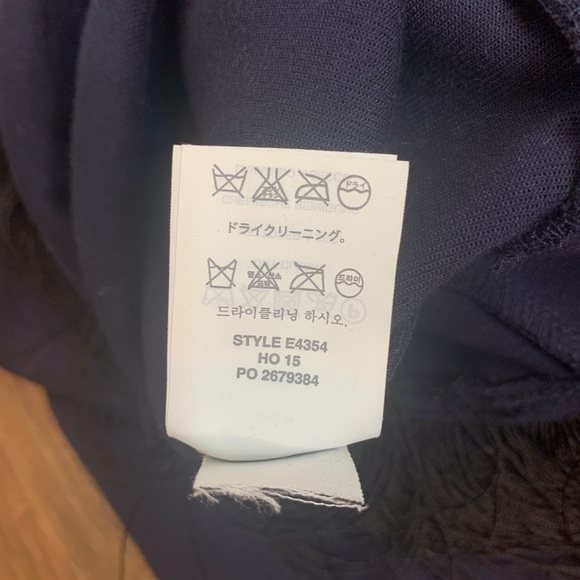 ドライ
ドライクリーニング。
드라이
드라이클리닝 하시오.
STYLE E4354
HO 15
PO 2679384